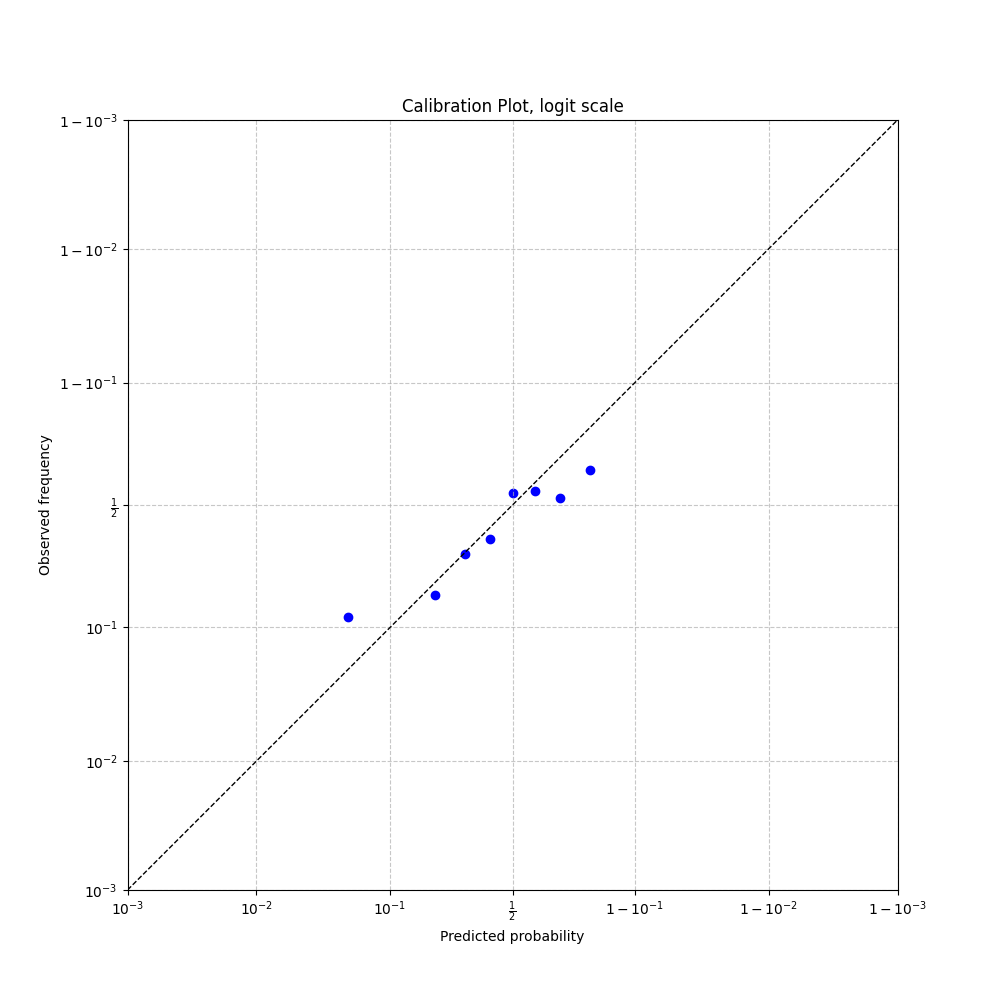 Calibration Plot, logit scale
1 − 10⁻³
1 − 10⁻²
1 − 10⁻¹
½
10⁻¹
10⁻²
10⁻³
Observed frequency
10⁻³ 10⁻² 10⁻¹ ½ 1 − 10⁻¹ 1 − 10⁻² 1 − 10⁻³
Predicted probability